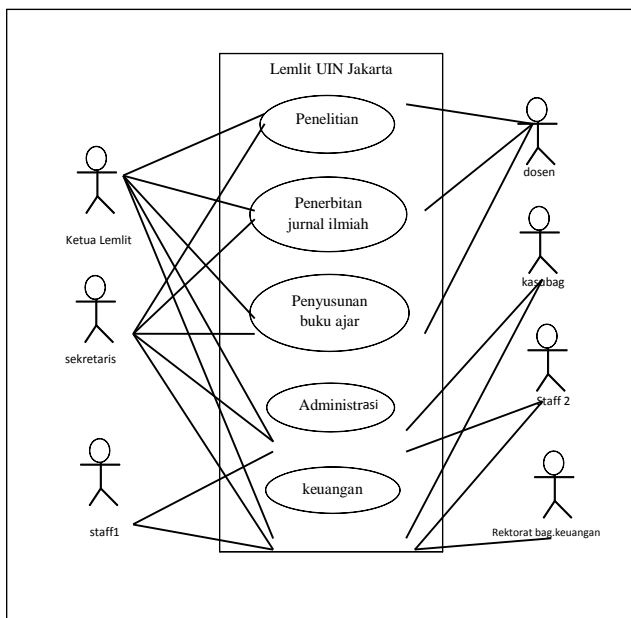 Lemlit UIN Jakarta
Penelitian
Penerbitan
jurnal ilmiah
Penyusunan
buku ajar
Administrasi
keuangan
Ketua Lemlit
sekretaris
staff1
dosen
kasubag
Staff 2
Rektorat bag.keuangan